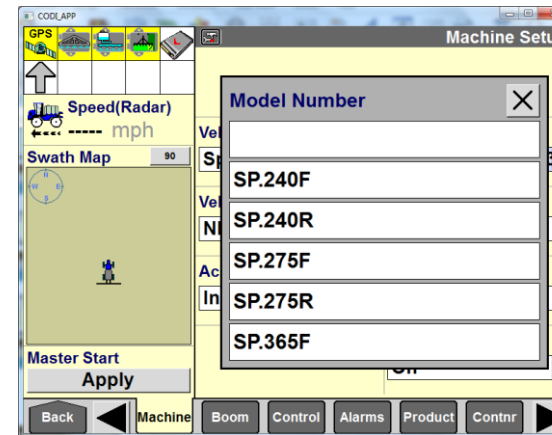 CODI_APP
GPS
Machine Setu
Speed(Radar)
----- mph
Swath Map 90
N
W E
S
Master Start
Apply
Model Number
SP.240F
SP.240R
SP.275F
SP.275R
SP.365F
Vel
Sp
Vel
NI
Ac
In
Back Machine Boom Control Alarms Product Contnr